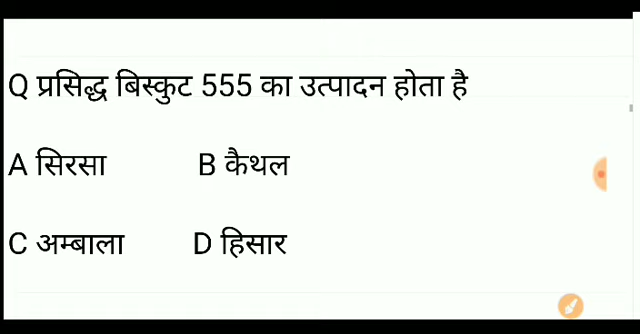 Q प्रसिद्ध बिस्कुट 555 का उत्पादन होता है
A सिरसा B कैथल
C अम्बाला D हिसार